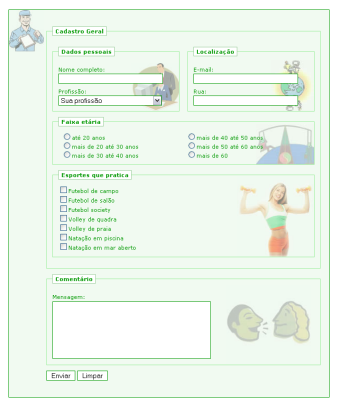 Cadastro Geral
Dados pessoais
Localização
Nome completo:
E-mail:
Profissão:
Rua:
Sua profissão
Faixa etária
até 20 anos
mais de 40 até 50 anos
mais de 20 até 30 anos
mais de 50 até 60 anos
mais de 30 até 40 anos
mais de 60
Esportes que pratica
Futebol de campo
Futebol de salão
Futebol society
Volley de quadra
Volley de praia
Natação em piscina
Natação em mar aberto
Comentário
Mensagem:
Enviar Limpar